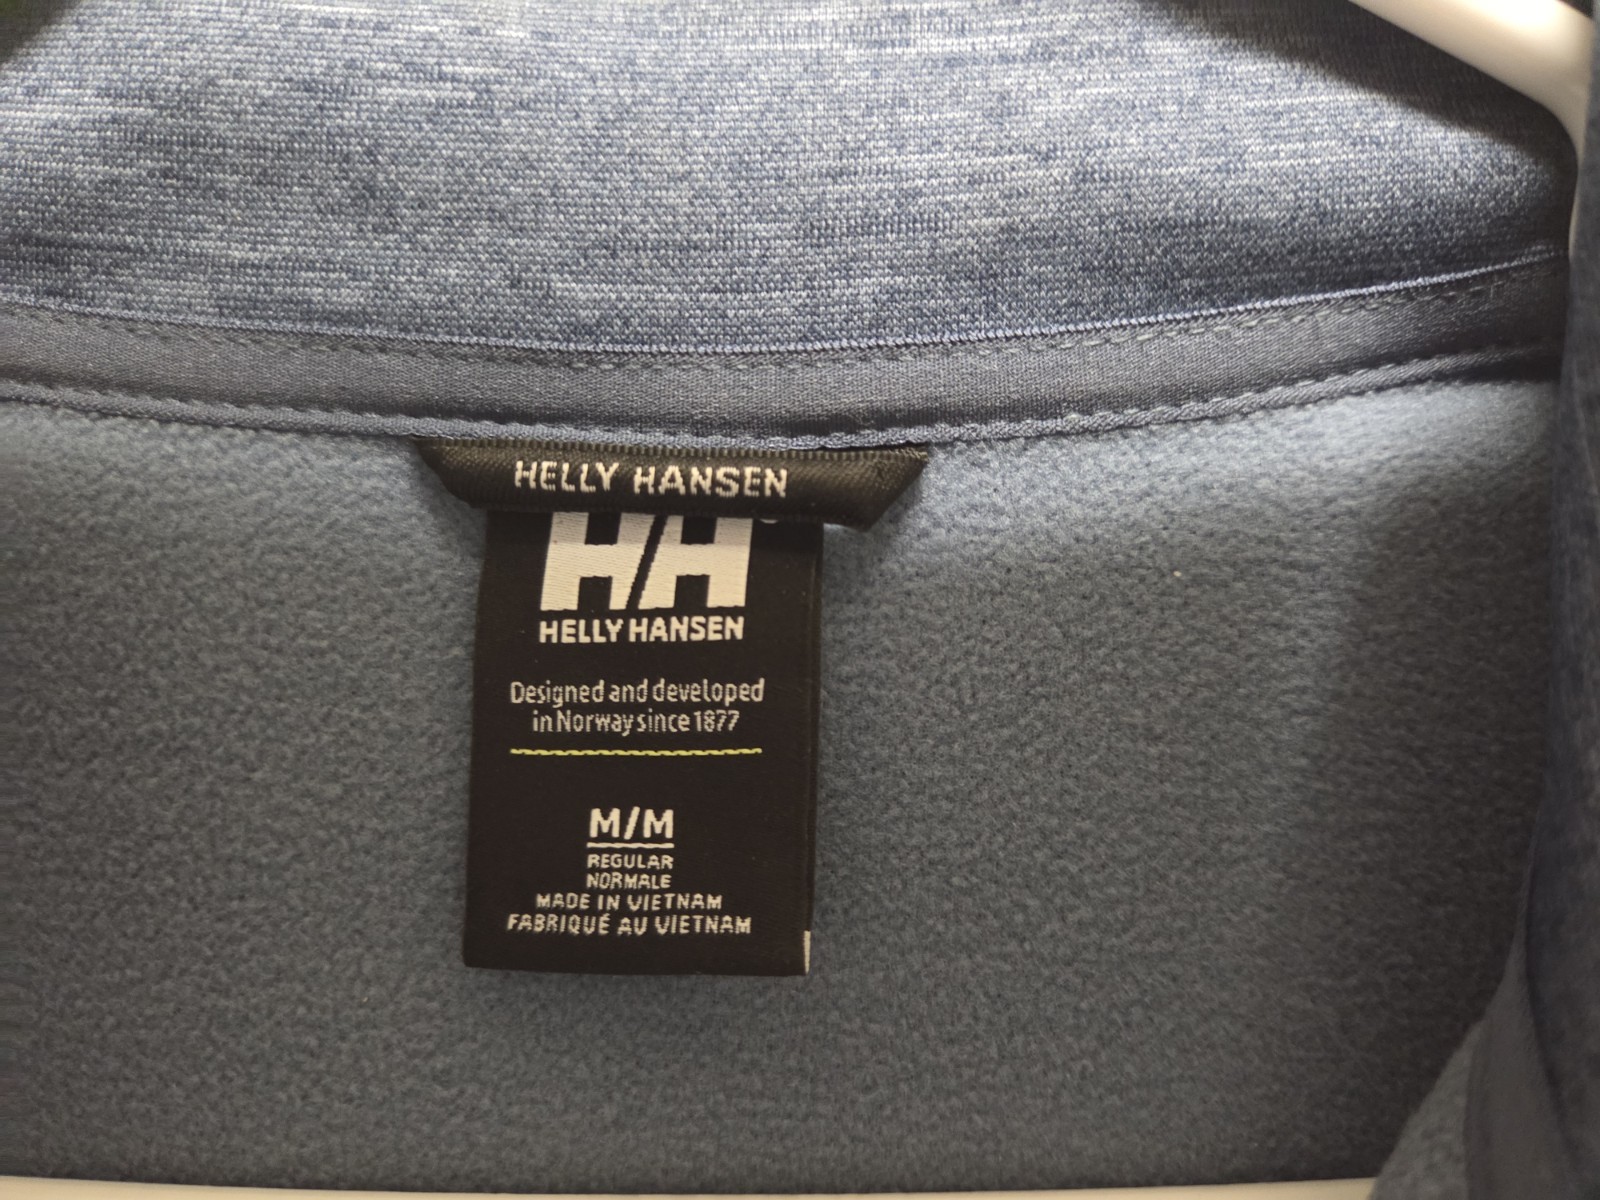 HELLY HANSEN
HH
HELLY HANSEN
Designed and developed
in Norway since 1877
M/M
REGULAR
NORMALE
MADE IN VIETNAM
FABRIQUÉ AU VIETNAM